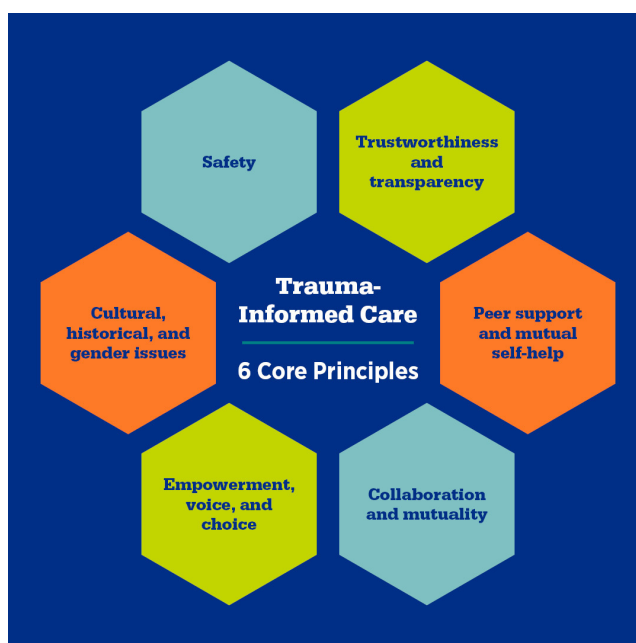 Safety
Trustworthiness
and
transparency
Cultural,
historical, and
gender issues
Trauma-
Informed Care
6 Core Principles
Peer support
and mutual
self-help
Empowerment,
voice, and
choice
Collaboration
and mutuality